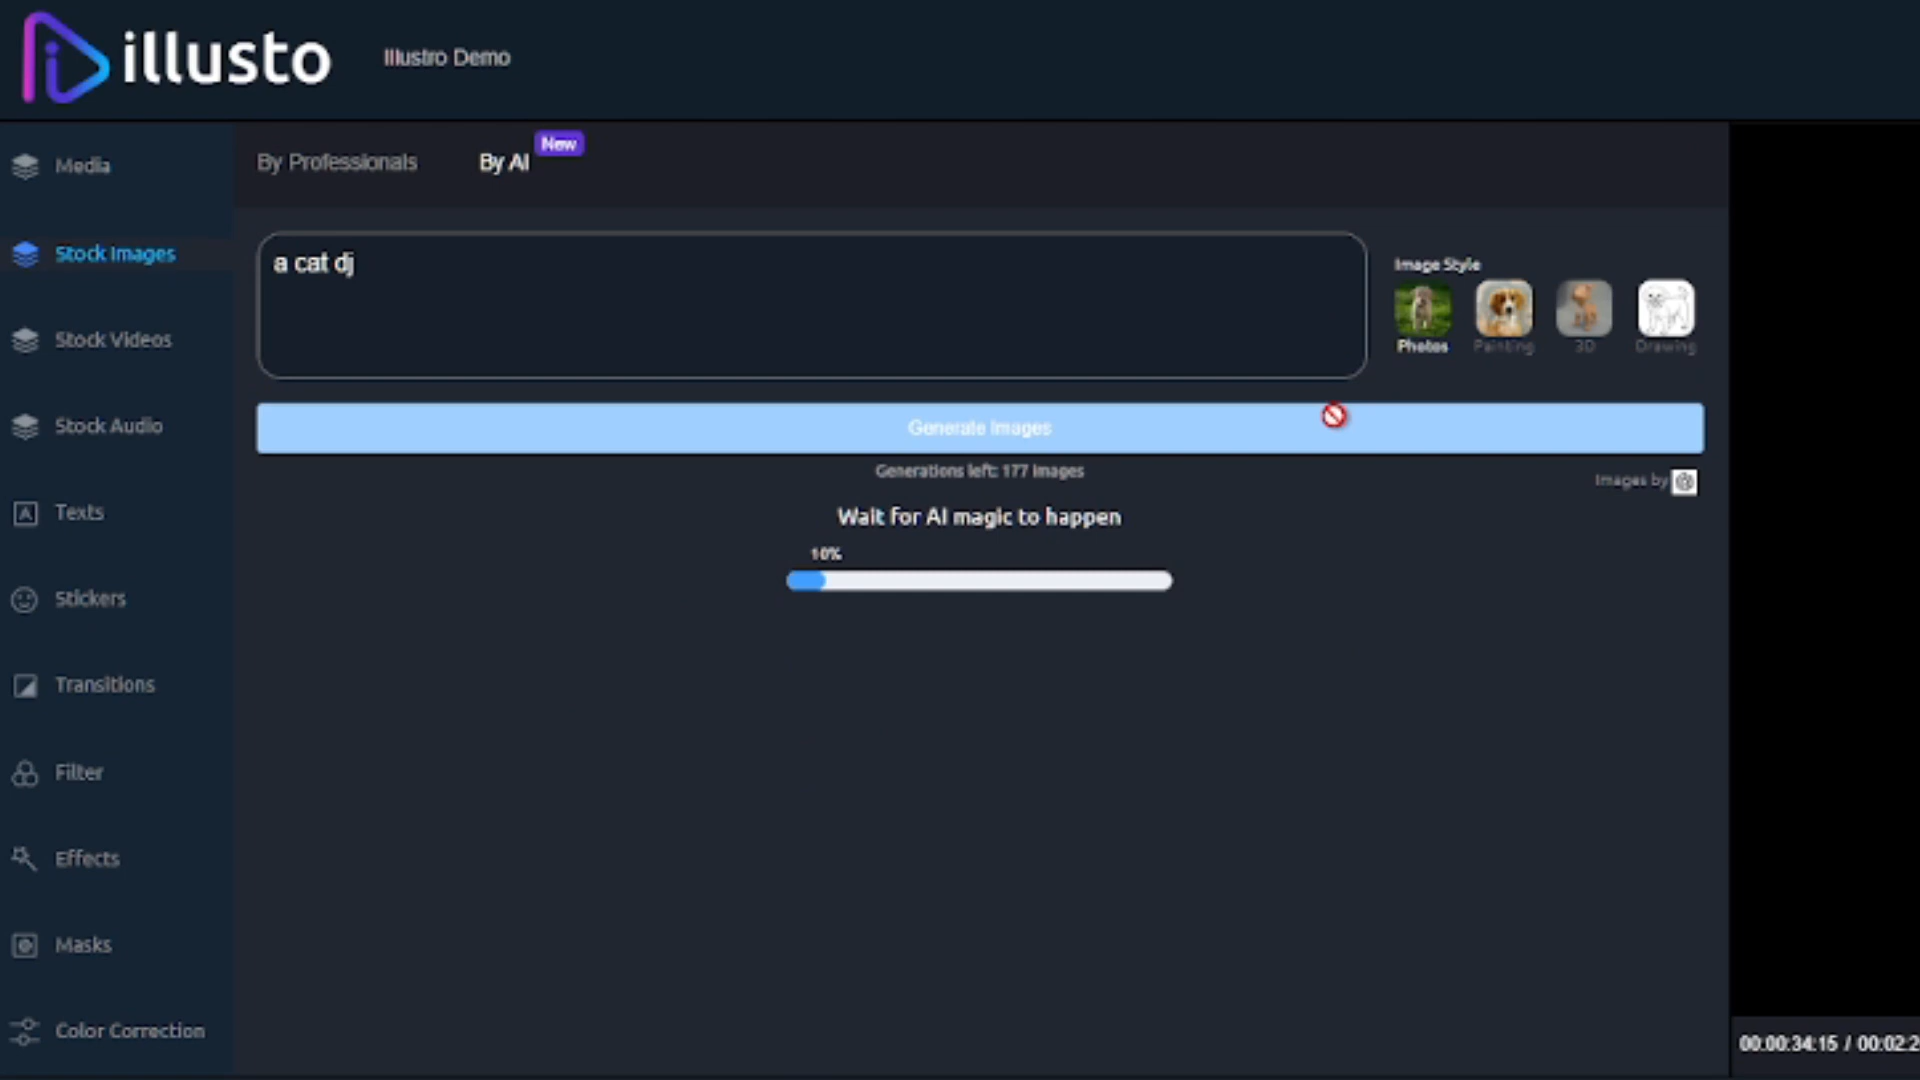 illusto
Illustro Demo
Media
Stock Images
Stock Videos
Stock Audio
Texts
Stickers
Transitions
Filter
Effects
Masks
Color Correction
By Professionals
By AI
New
a cat dj
Image Style
Photos
Painting
3D
Drawing
Generate Images
Generations left: 177 images
Images by
Wait for AI magic to happen
10%
00:00:34:15 / 00:02:2